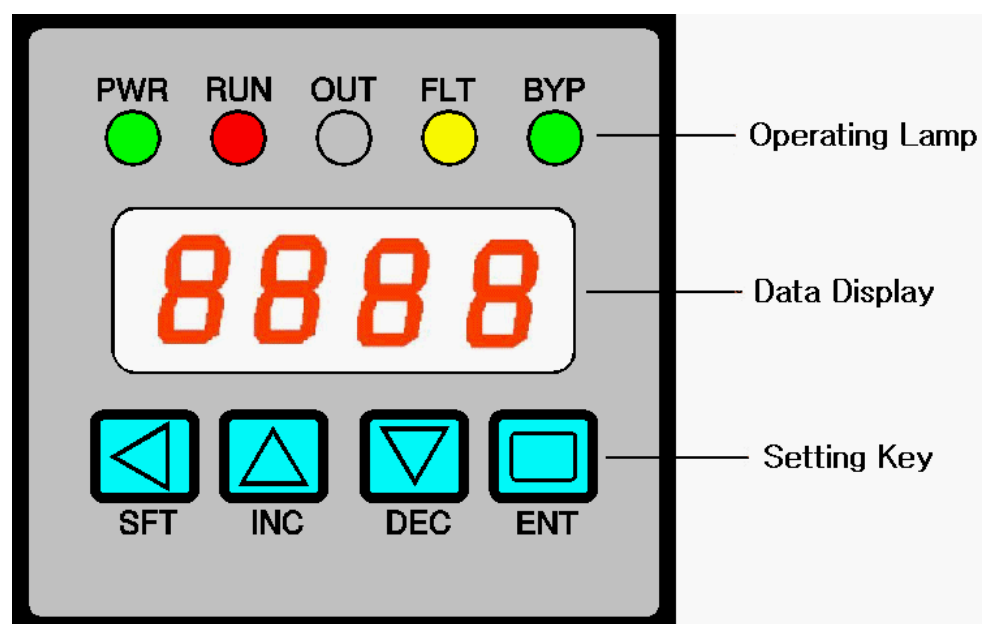 PWR RUN OUT FLT BYP
Operating Lamp
8888
Data Display
Setting Key
SFT INC DEC ENT